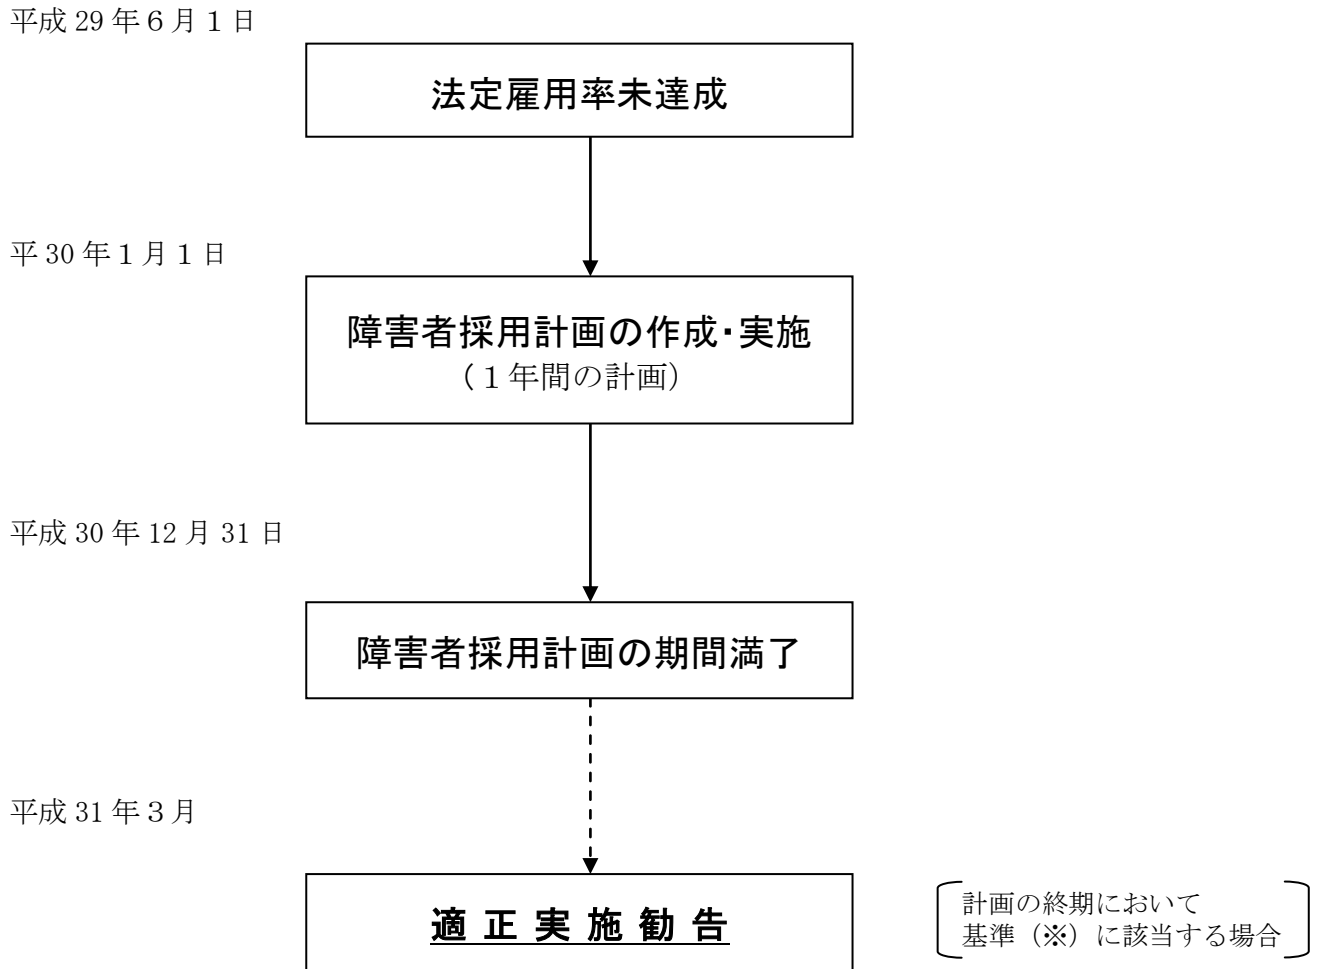 平成 29 年６月１日
法定雇用率未達成
平 30 年１月１日
障害者採用計画の作成・実施
（１年間の計画）
平成 30 年 12 月 31 日
障害者採用計画の期間満了
平成 31 年３月
適 正 実 施 勧 告
計画の終期において
基準（※）に該当する場合